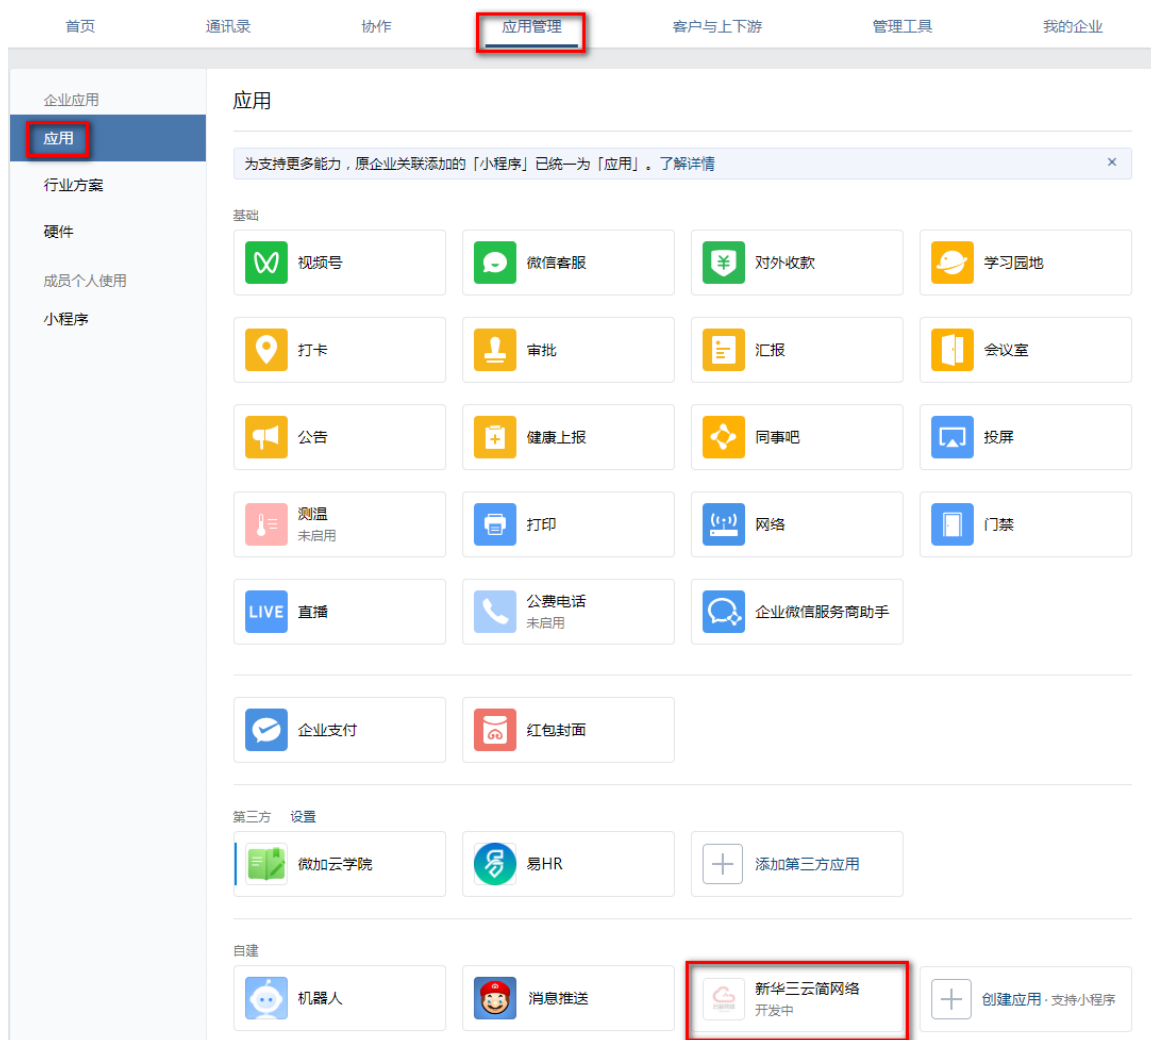 首页 通讯录 协作 应用管理 客户与上下游 管理工具 我的企业
企业应用
应用
行业方案
硬件
成员个人使用
小程序
应用
为支持更多能力，原企业关联添加的「小程序」已统一为「应用」。了解详情 ×
基础
视频号 微信客服 对外收款 学习园地
打卡 审批 汇报 会议室
公告 健康上报 同事吧 投屏
测温 打印 网络 门禁
未启用
LIVE 直播 公费电话 企业微信服务商助手
未启用
企业支付 红包封面
第三方 设置
微加云学院 易HR 添加第三方应用
自建
机器人 消息推送 新华三云简网络 创建应用·支持小程序
开发中